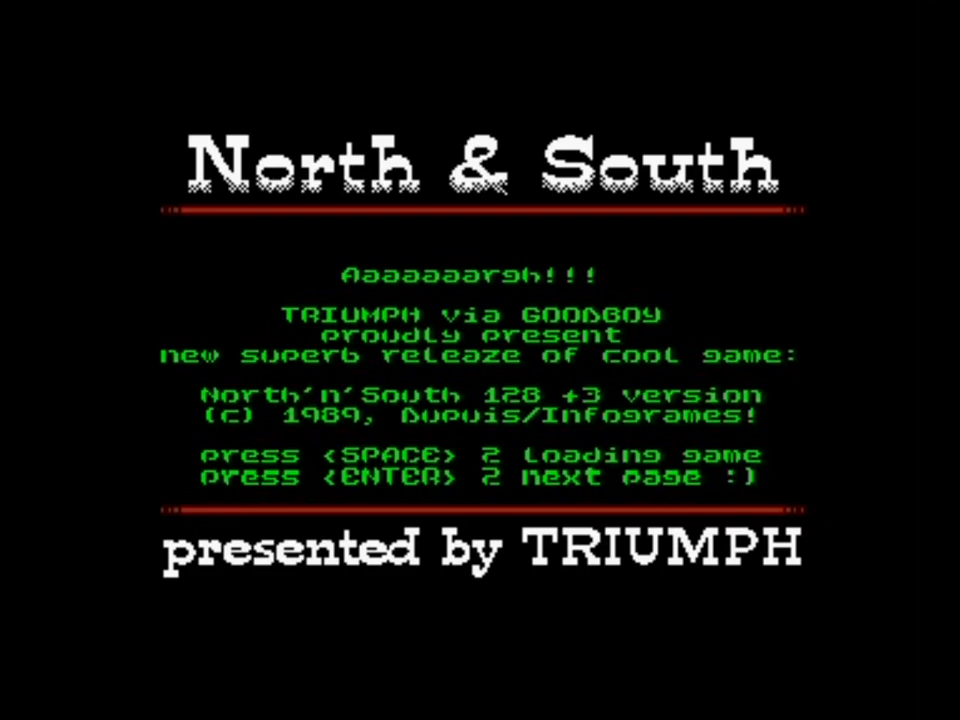 North & South
Aaaaaaargh!!!
TRIUMPH via GOODBOY
proudly present
new superb releaze of cool game:
North'n'South 128 +3 version
(c) 1989, Dupuis/Infogrames!
press <SPACE> 2 loading game
press <ENTER> 2 next page :)
presented by TRIUMPH